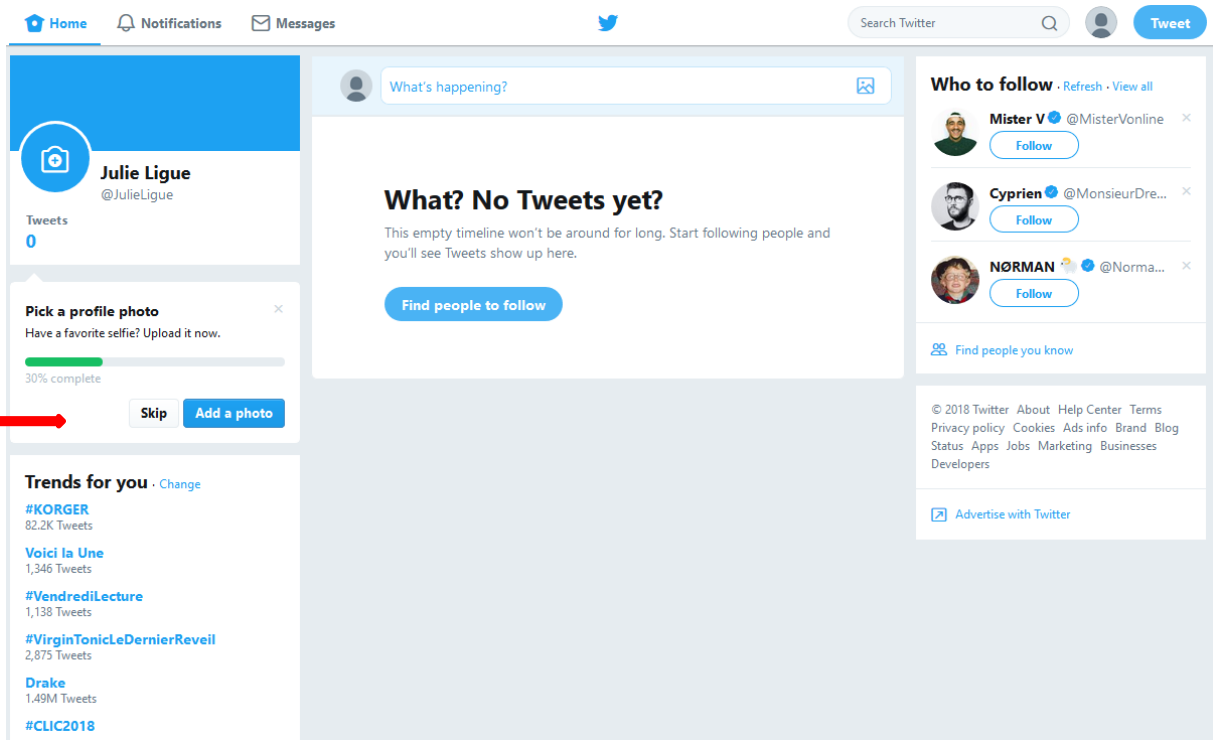 Home Notifications Messages Search Twitter Tweet
Julie Ligue
@JulieLigue
Tweets
0
Pick a profile photo
Have a favorite selfie? Upload it now.
30% complete
Skip Add a photo
Trends for you · Change
#KORGER
82.2K Tweets
Voici la Une
1,346 Tweets
#VendrediLecture
1,138 Tweets
#VirginTonicLeDernierReveil
2,875 Tweets
Drake
1.49M Tweets
#CLIC2018
What's happening?
What? No Tweets yet?
This empty timeline won't be around for long. Start following people and
you'll see Tweets show up here.
Find people to follow
Who to follow · Refresh · View all
Mister V @MisterVonline
Follow
Cyprien @MonsieurDre...
Follow
NØRMAN @Norma...
Follow
Find people you know
© 2018 Twitter About Help Center Terms
Privacy policy Cookies Ads info Brand Blog
Status Apps Jobs Marketing Businesses
Developers
Advertise with Twitter